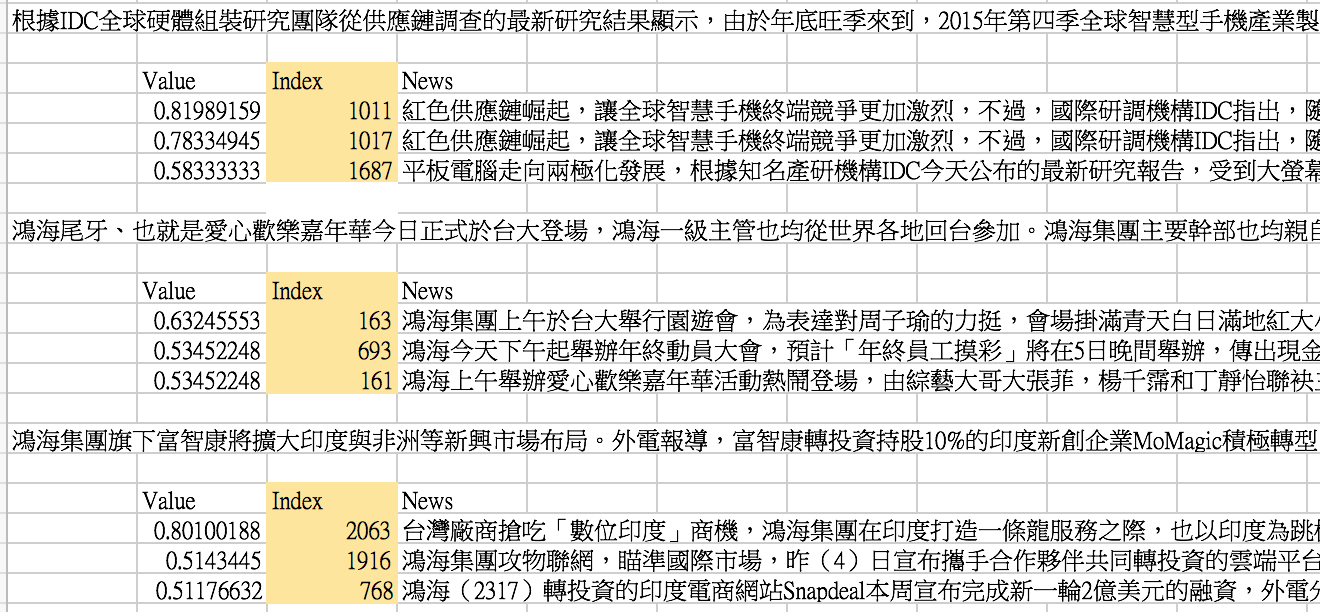 根據IDC全球硬體組裝研究團隊從供應鏈調查的最新研究結果顯示，由於年底旺季來到，2015年第四季全球智慧型手機產業製
Value Index News
0.81989159 1011 紅色供應鏈崛起，讓全球智慧手機終端競爭更加激烈，不過，國際研調機構IDC指出，隨
0.78334945 1017 紅色供應鏈崛起，讓全球智慧手機終端競爭更加激烈，不過，國際研調機構IDC指出，隨
0.58333333 1687 平板電腦走向兩極化發展，根據知名產研機構IDC今天公布的最新研究報告，受到大螢幕
鴻海尾牙、也就是愛心歡樂嘉年華今日正式於台大登場，鴻海一級主管也均從世界各地回台參加。鴻海集團主要幹部也均親自
Value Index News
0.63245553 163 鴻海集團上午於台大舉行園遊會，為表達對周子瑜的力挺，會場掛滿青天白日滿地紅大小
0.53452248 693 鴻海今天下午起舉辦年終動員大會，預計「年終員工摸彩」將在5日晚間舉辦，傳出現金
0.53452248 161 鴻海上午舉辦愛心歡樂嘉年華活動熱鬧登場，由綜藝大哥大張菲，楊千霈和丁靜怡聯袂主
鴻海集團旗下富智康將擴大印度與非洲等新興市場布局。外電報導，富智康轉投資持股10%的印度新創企業MoMagic積極轉型
Value Index News
0.80100188 2063 台灣廠商搶吃「數位印度」商機，鴻海集團在印度打造一條龍服務之際，也以印度為跳板
0.5143445 1916 鴻海集團攻物聯網，瞄準國際市場，昨（4）日宣布攜手合作夥伴共同轉投資的雲端平台
0.51176632 768 鴻海（2317）轉投資的印度電商網站Snapdeal本周宣布完成新一輪2億美元的融資，外電分